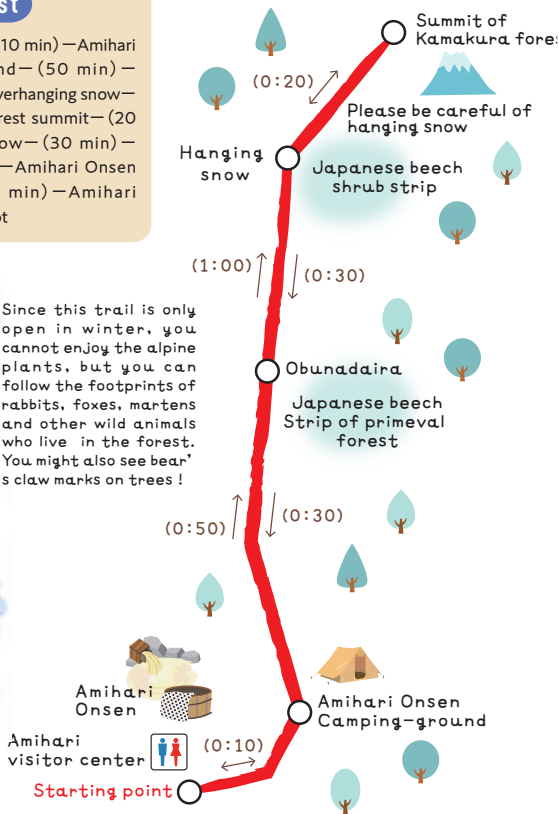 st
10 min)—Amihari
nd—(50 min)—
verhanging snow—
rest summit—(20
ow—(30 min)—
—Amihari Onsen
min)—Amihari
ot
Summit of
Kamakura fores
(0:20)
Please be careful of
hanging snow
Hanging
snow
Japanese beech
shrub strip
(1:00)
(0:30)
Since this trail is only
open in winter, you
cannot enjoy the alpine
plants, but you can
follow the footprints of
rabbits, foxes, martens
and other wild animals
who live in the forest.
You might also see bear’
s claw marks on trees !
Obunadaira
Japanese beech
Strip of primeval
forest
(0:50)
(0:30)
Amihari
Onsen
Amihari Onsen
Camping-ground
Amihari
visitor center
(0:10)
Starting point